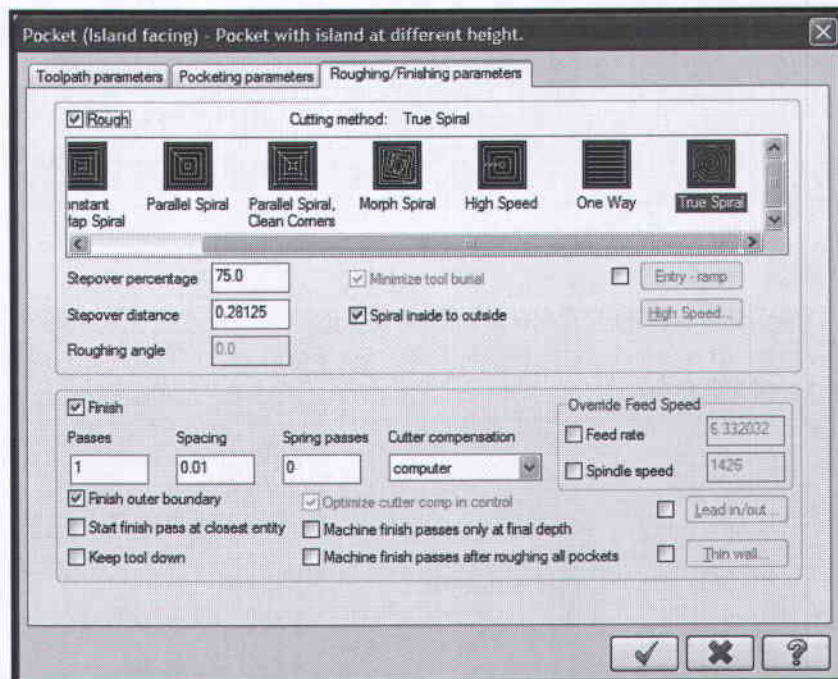 Pocket (Island facing) - Pocket with island at different height.
Toolpath parameters
Pocketing parameters
Roughing/Finishing parameters
Rough
Cutting method: True Spiral
onstant
tap Spiral
Parallel Spiral
Parallel Spiral,
Clean Corners
Morph Spiral
High Speed
One Way
True Spiral
Stepover percentage
75.0
Minimize tool burial
Entry - ramp
Stepover distance
0.28125
Spiral inside to outside
High Speed...
Roughing angle
0.0
Finish
Override Feed Speed
Passes
Spacing
Spring passes
Cutter compensation
Feed rate
6.332032
1
0.01
0
computer
Spindle speed
1426
Finish outer boundary
Optimize cutter comp in control
Lead in/out...
Start finish pass at closest entity
Machine finish passes only at final depth
Keep tool down
Machine finish passes after roughing all pockets
Thin wall...